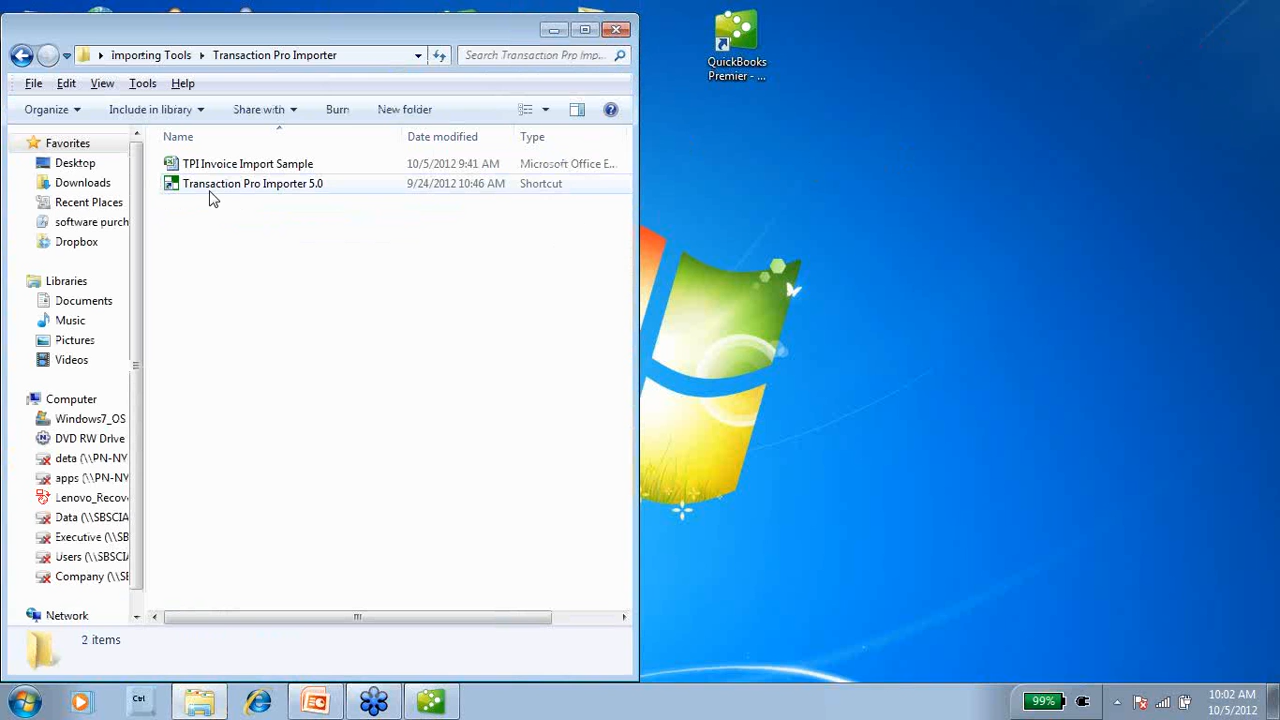 Importing Tools
Transaction Pro Importer
Search Transaction Pro Imp...
File Edit View Tools Help
Organize Include in library Share with Burn New folder
Name Date modified Type
TPI Invoice Import Sample 10/5/2012 9:41 AM Microsoft Office E...
Transaction Pro Importer 5.0 9/24/2012 10:46 AM Shortcut
Favorites
Desktop
Downloads
Recent Places
software purch
Dropbox
Libraries
Documents
Music
Pictures
Videos
Computer
Windows7_OS
DVD RW Drive
data (\\PN-NY
apps (\\PN-NY
Lenovo_Recov
Data (\\SBSCIA
Executive (\\SB
Users (\\SBSCI
Company (\\SB
Network
2 items
QuickBooks
Premier - ...
Ctrl
99%
10:02 AM
10/5/2012